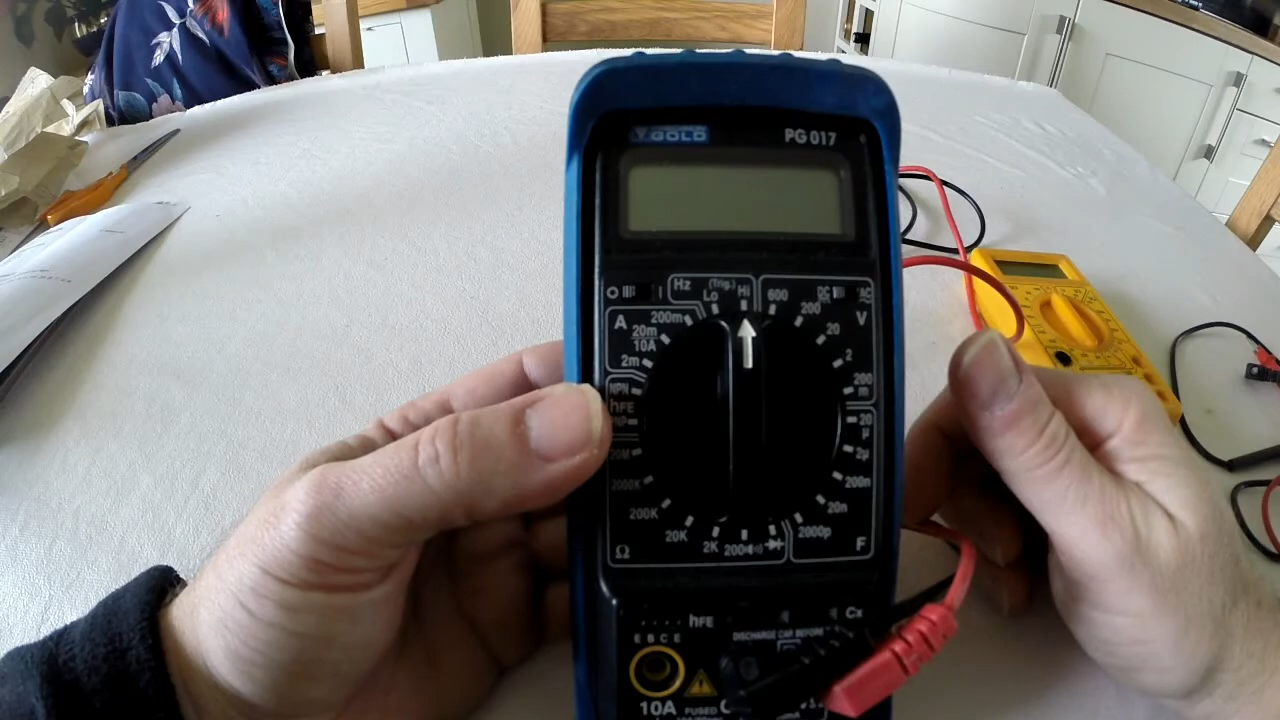 GOLD PG 017
Hz (Trig.)
Lo Hi 600 DC AC
A 200m 200 V
20m 20
10A
2m 2
NPN 200
hFE m
20
µ
20M 2µ
2000K 200n
200K 20n
20K 2000p
Ω 2K 200 F
hFE Cx
E B C E DISCHARGE CAP. BEFORE
10A FUSED